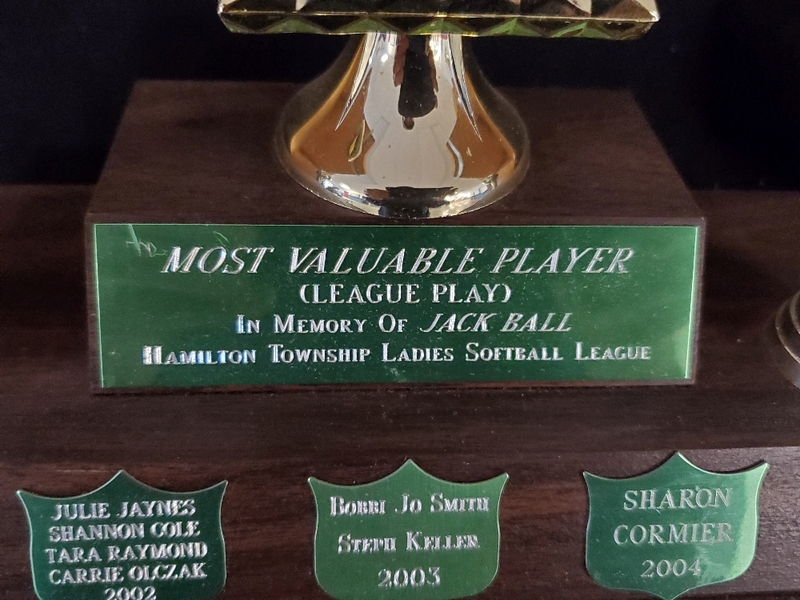 MOST VALUABLE PLAYER
(LEAGUE PLAY)
IN MEMORY OF JACK BALL
HAMILTON TOWNSHIP LADIES SOFTBALL LEAGUE
JULIE JAYNES
SHANNON COLE
TARA RAYMOND
CARRIE OLCZAK
2002
BOBBI JO SMITH
STEPH KELLER
2003
SHARON
CORMIER
2004